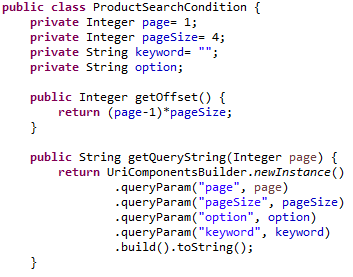 public class ProductSearchCondition {
    private Integer page= 1;
    private Integer pageSize= 4;
    private String keyword= "";
    private String option;

    public Integer getOffset() {
        return (page-1)*pageSize;
    }

    public String getQueryString(Integer page) {
        return UriComponentsBuilder.newInstance()
                .queryParam("page", page)
                .queryParam("pageSize", pageSize)
                .queryParam("option", option)
                .queryParam("keyword", keyword)
                .build().toString();
    }